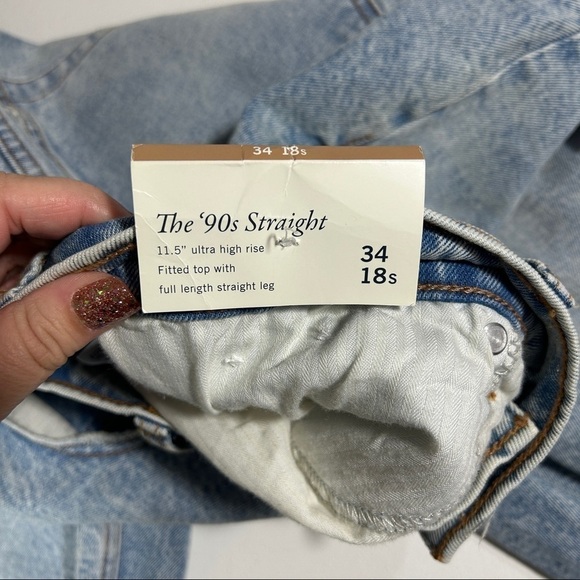 34 18s
The ‘90s Straight
11.5” ultra high rise
Fitted top with
full length straight leg
34
18s